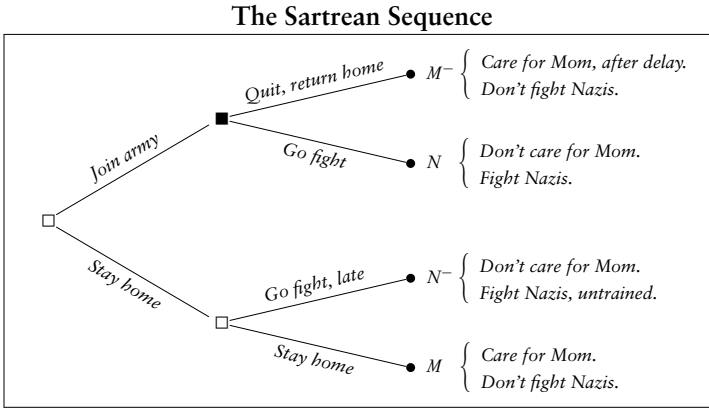 The Sartrean Sequence
Quit, return home
M⁻
Care for Mom, after delay.
Don't fight Nazis.
Join army
Go fight
N
Don't care for Mom.
Fight Nazis.
Stay home
Go fight, late
N⁻
Don't care for Mom.
Fight Nazis, untrained.
Stay home
M
Care for Mom.
Don't fight Nazis.